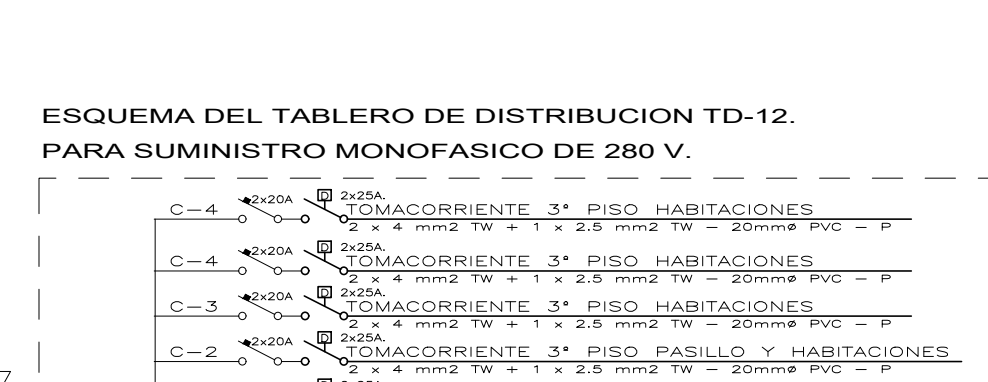 ESQUEMA DEL TABLERO DE DISTRIBUCION TD-12.
PARA SUMINISTRO MONOFASICO DE 280 V.
C-4 2x20A D 2x25A. TOMACORRIENTE 3ª PISO HABITACIONES
2 x 4 mm2 TW + 1 x 2.5 mm2 TW - 20mmø PVC - P
C-4 2x20A D 2x25A. TOMACORRIENTE 3ª PISO HABITACIONES
2 x 4 mm2 TW + 1 x 2.5 mm2 TW - 20mmø PVC - P
C-3 2x20A D 2x25A. TOMACORRIENTE 3ª PISO HABITACIONES
2 x 4 mm2 TW + 1 x 2.5 mm2 TW - 20mmø PVC - P
C-2 2x20A D 2x25A. TOMACORRIENTE 3ª PISO PASILLO Y HABITACIONES
2 x 4 mm2 TW + 1 x 2.5 mm2 TW - 20mmø PVC - P